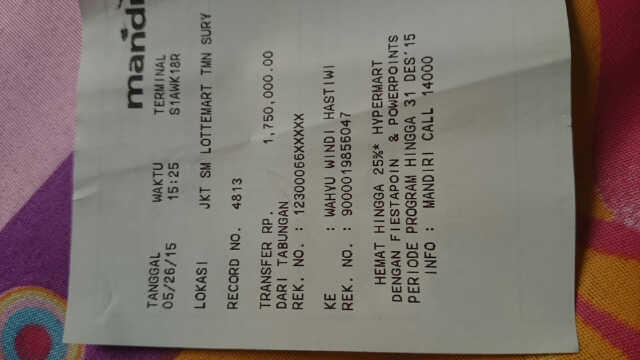 mandiri
TANGGAL WAKTU TERMINAL
05/26/15 15:25 S1AWK18R
LOKASI JKT SM LOTTEMART TMN SURY
RECORD NO. 4813
TRANSFER RP. 1,750,000.00
DARI TABUNGAN
REK. NO. : 12300066XXXXX
KE : WAHYU WINDI HASTIWI
REK. NO. : 9000019856047
HEMAT HINGGA 25%* HYPERMART
DENGAN FIESTAPOIN & POWERPOINTS
PERIODE PROGRAM HINGGA 31 DES'15
INFO : MANDIRI CALL 14000